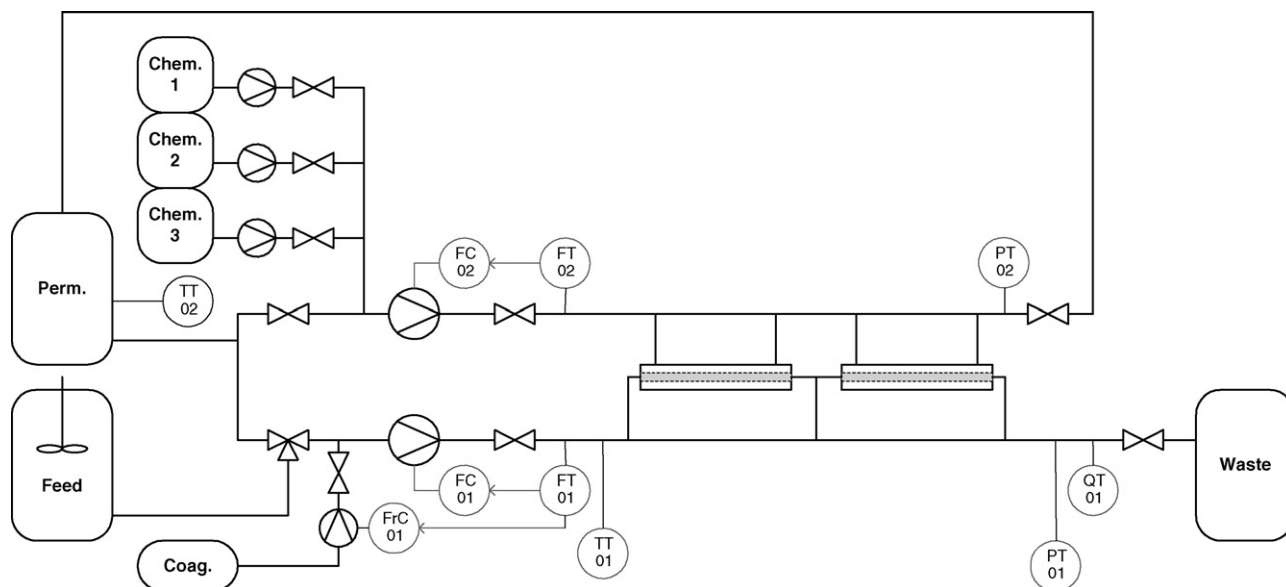 Chem.
1
Chem.
2
Chem.
3
FC
02
FT
02
PT
02
Perm.
TT
02
Feed
FC
01
FT
01
QT
01
Waste
FrC
01
TT
01
PT
01
Coag.